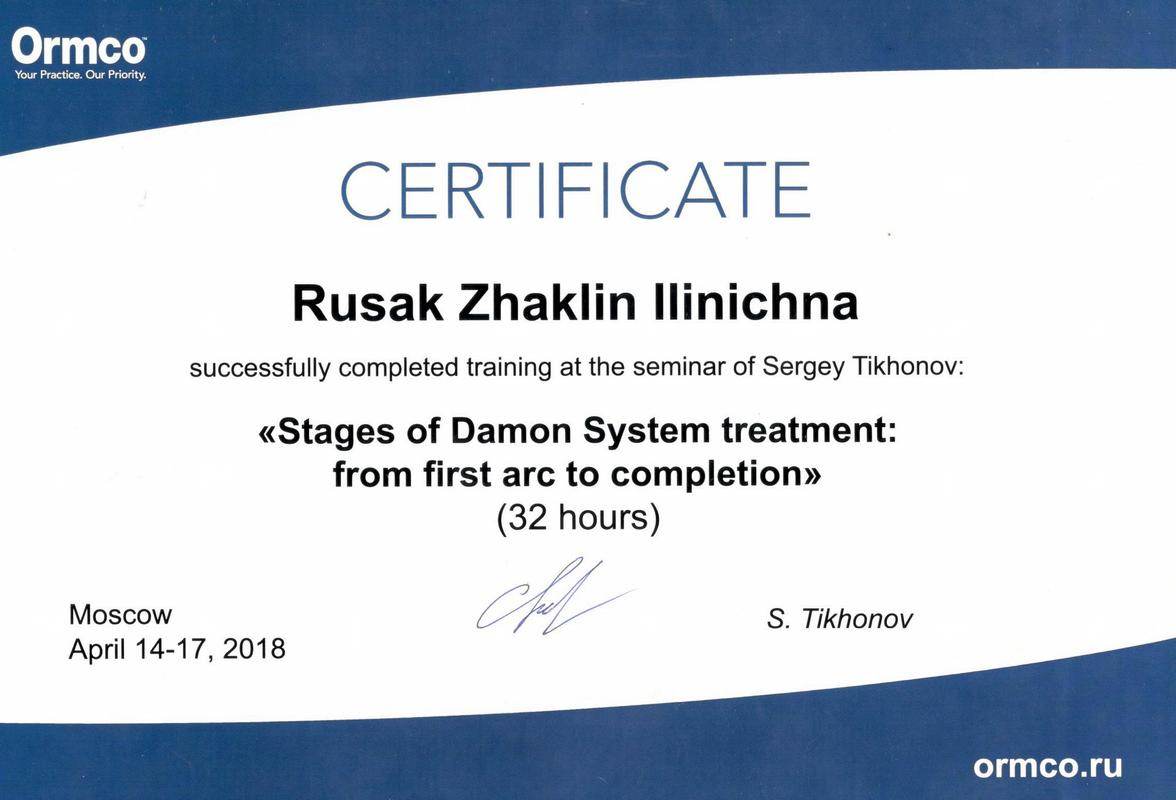 Ormco™
Your Practice. Our Priority.
CERTIFICATE
Rusak Zhaklin Ilinichna
successfully completed training at the seminar of Sergey Tikhonov:
«Stages of Damon System treatment:
from first arc to completion»
(32 hours)
Moscow
April 14-17, 2018
S. Tikhonov
ormco.ru